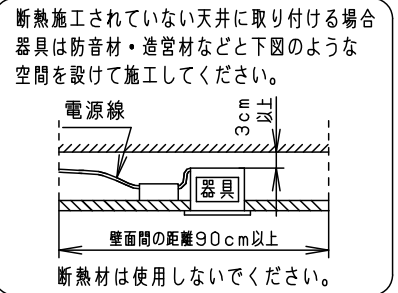 断熱施工されていない天井に取り付ける場合
器具は防音材・造営材などと下図のような
空間を設けて施工してください。
電源線
3cm
以上
器具
壁面間の距離90cm以上
断熱材は使用しないでください。